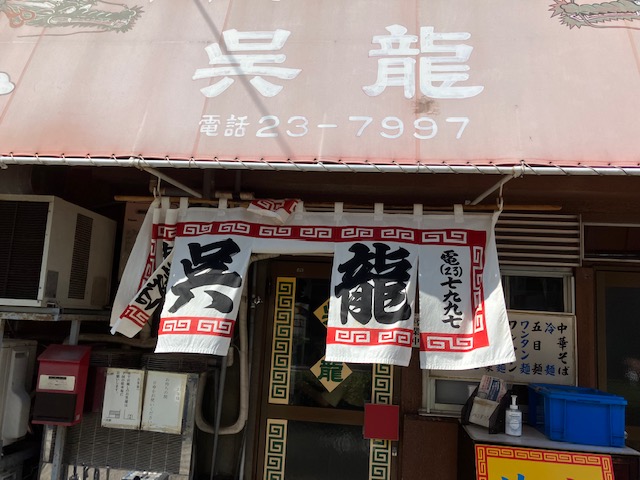 呉龍
電話 23-7997
呉龍
電(23)七九九七
龍
中華そば
冷麺
五目麺
ワンタン麺